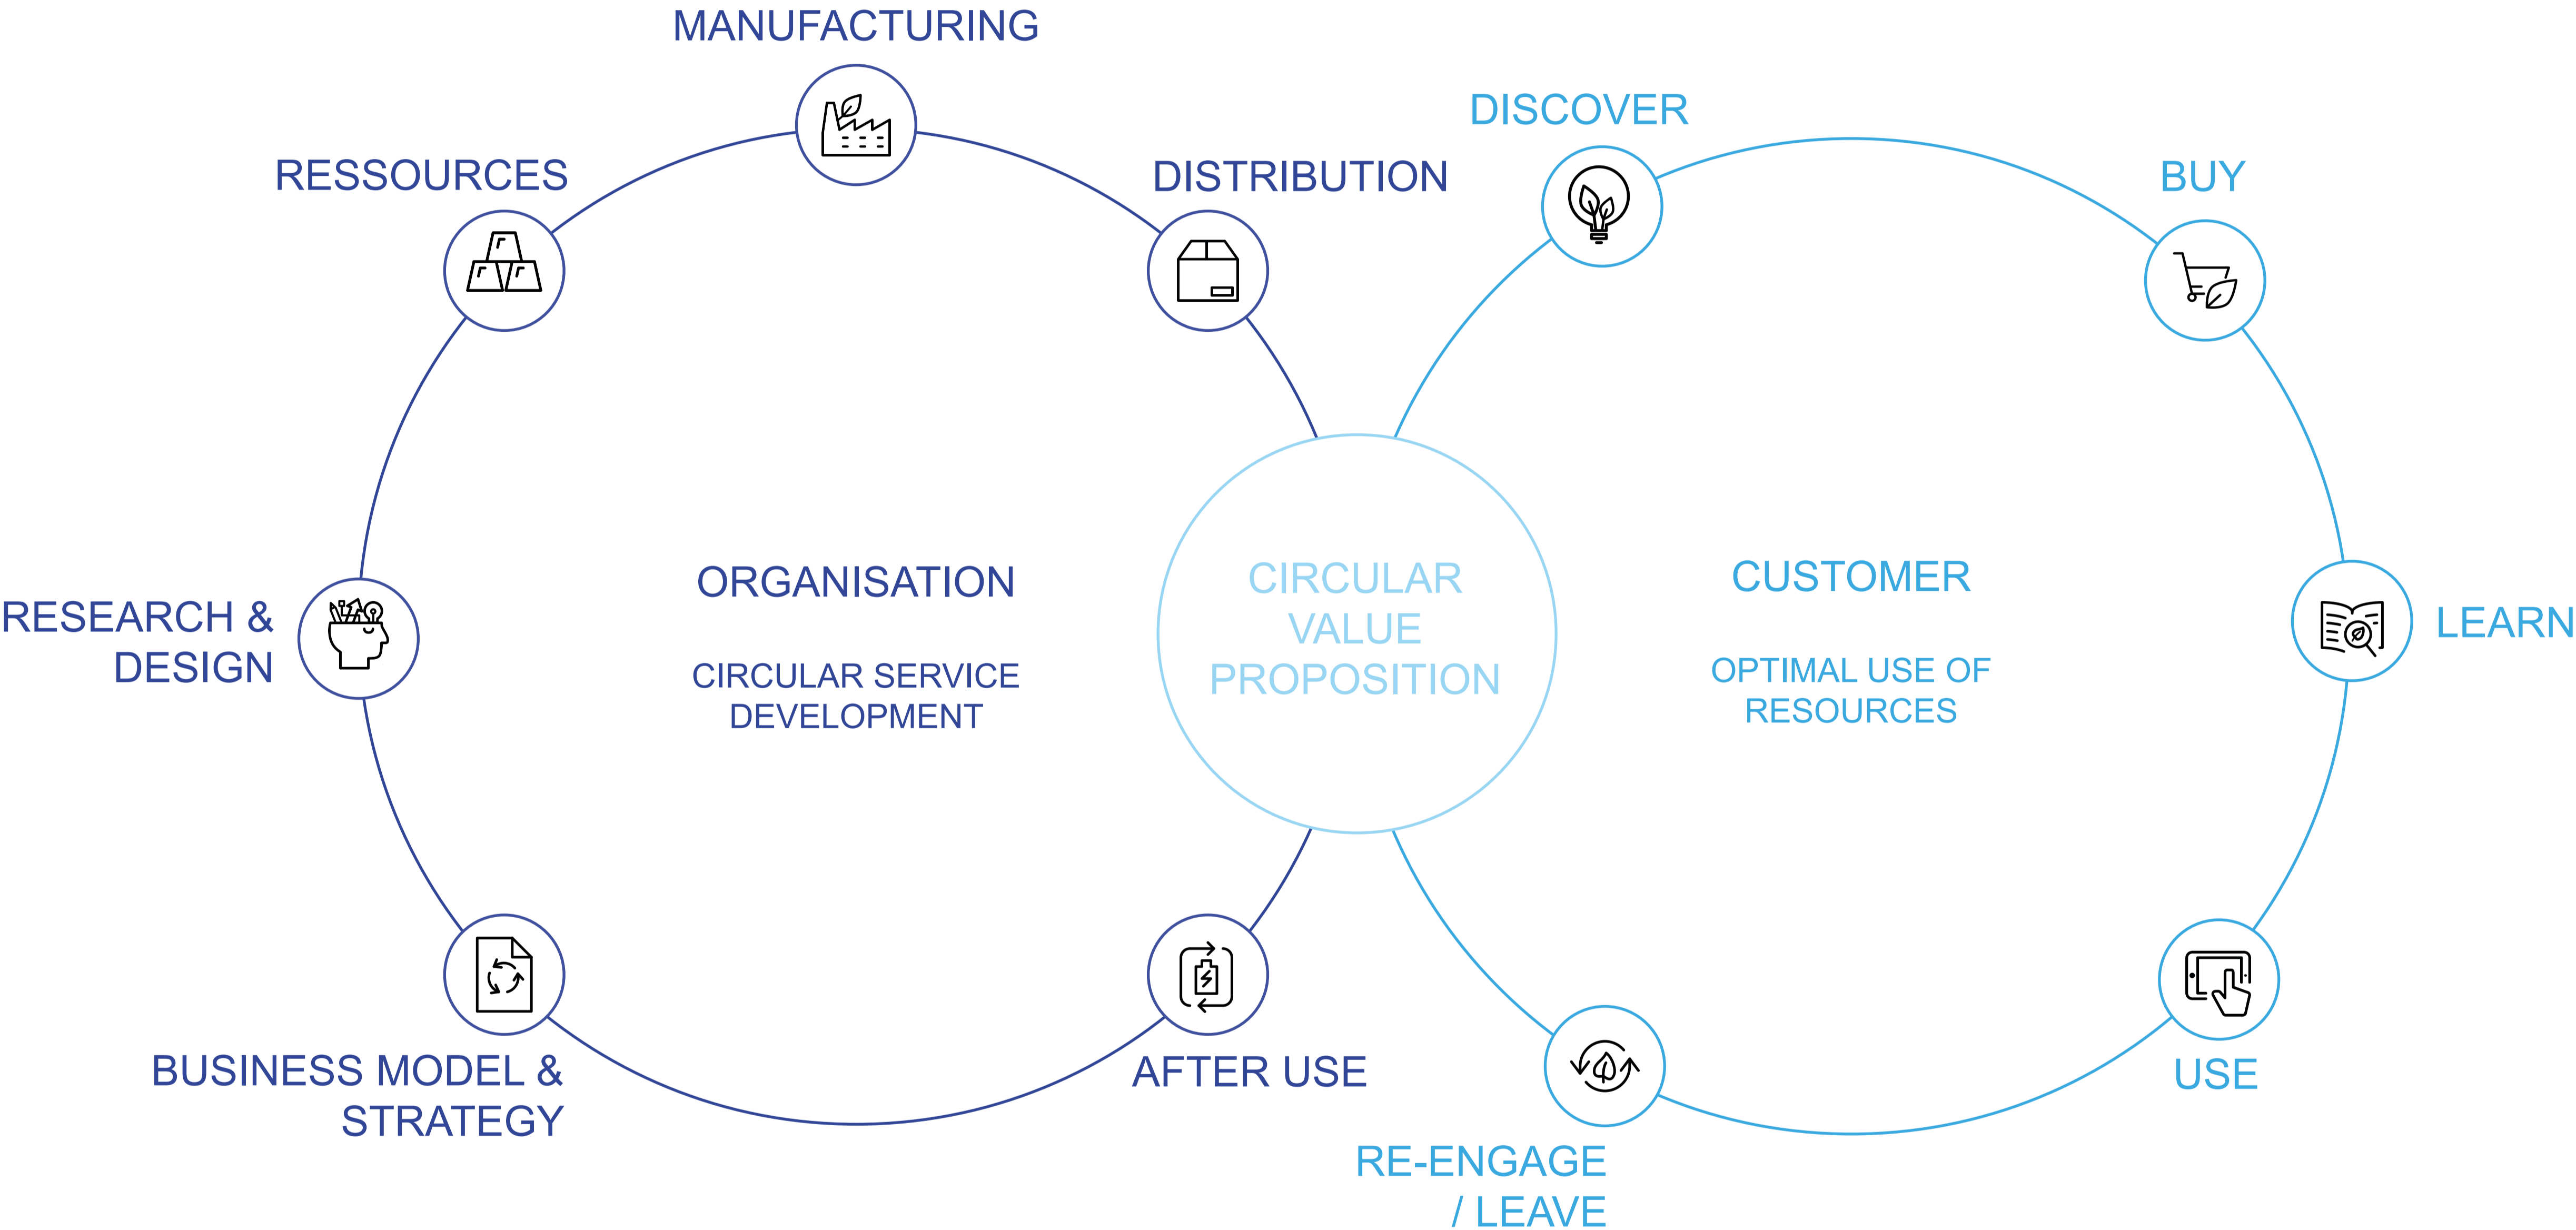 MANUFACTURING
DISCOVER
RESSOURCES
DISTRIBUTION
BUY
ORGANISATION
CIRCULAR SERVICE
DEVELOPMENT
CIRCULAR
VALUE
PROPOSITION
CUSTOMER
OPTIMAL USE OF
RESOURCES
RESEARCH &
DESIGN
LEARN
BUSINESS MODEL &
STRATEGY
AFTER USE
USE
RE-ENGAGE
/ LEAVE